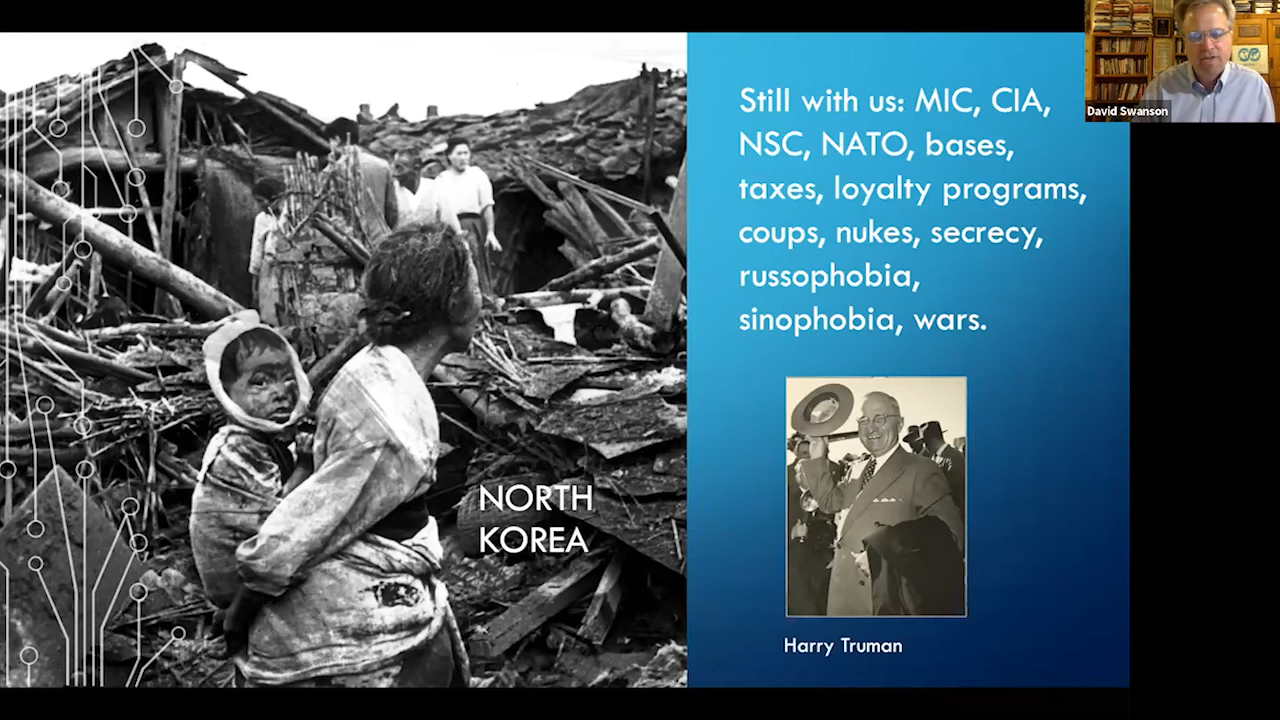 Still with us: MIC, CIA,
NSC, NATO, bases,
taxes, loyalty programs,
coups, nukes, secrecy,
russophobia,
sinophobia, wars.
NORTH
KOREA
Harry Truman
David Swanson